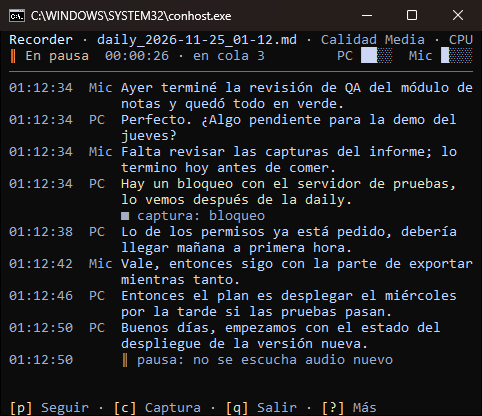 C:\WINDOWS\SYSTEM32\conhost.exe
Recorder · daily_2026-11-25_01-12.md · Calidad Media · CPU
‖ En pausa  00:00:26 · en cola 3  PC  Mic
01:12:34  Mic Ayer terminé la revisión de QA del módulo de
notas y quedó todo en verde.
01:12:34  PC  Perfecto. ¿Algo pendiente para la demo del
jueves?
01:12:34  Mic Falta revisar las capturas del informe; lo
termino hoy antes de comer.
01:12:34  PC  Hay un bloqueo con el servidor de pruebas,
lo vemos después de la daily.
■ captura: bloqueo
01:12:38  PC  Lo de los permisos ya está pedido, debería
llegar mañana a primera hora.
01:12:42  Mic Vale, entonces sigo con la parte de exportar
mientras tanto.
01:12:46  PC  Entonces el plan es desplegar el miércoles
por la tarde si las pruebas pasan.
01:12:50  PC  Buenos días, empezamos con el estado del
despliegue de la versión nueva.
01:12:50  ‖ pausa: no se escucha audio nuevo
[p] Seguir · [c] Captura · [q] Salir · [?] Más